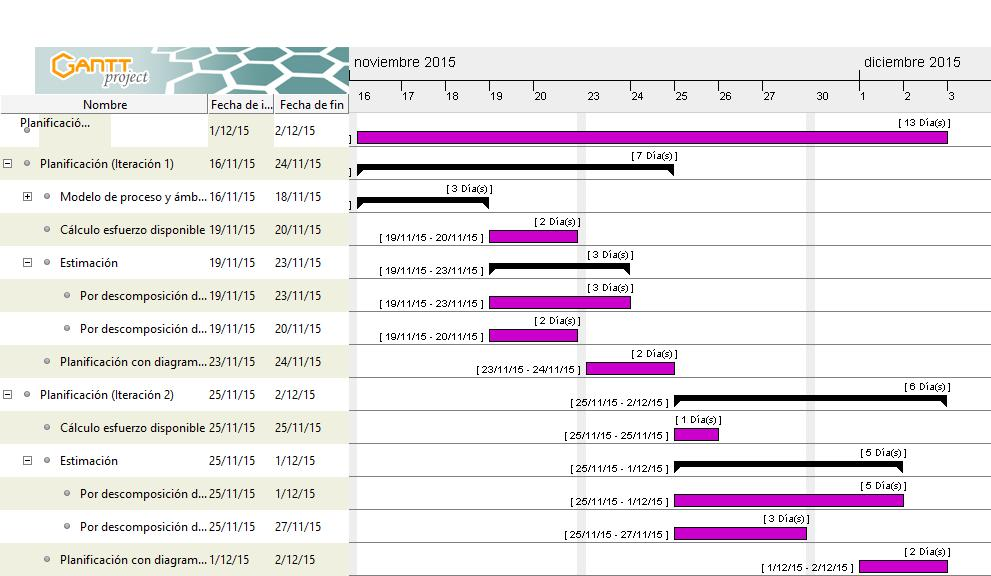 GANTT
project
noviembre 2015
diciembre 2015
Nombre Fecha de i... Fecha de fin
16 17 18 19 20 23 24 25 26 27 30 1 2 3
Planificació... 1/12/15 2/12/15 [ 13 Día(s) ]
Planificación (Iteración 1) 16/11/15 24/11/15 [ 7 Día(s) ]
Modelo de proceso y ámb... 16/11/15 18/11/15 [ 3 Día(s) ]
Cálculo esfuerzo disponible 19/11/15 20/11/15 [ 19/11/15 - 20/11/15 ] [ 2 Día(s) ]
Estimación 19/11/15 23/11/15 [ 19/11/15 - 23/11/15 ] [ 3 Día(s) ]
Por descomposición d... 19/11/15 23/11/15 [ 19/11/15 - 23/11/15 ] [ 3 Día(s) ]
Por descomposición d... 19/11/15 20/11/15 [ 19/11/15 - 20/11/15 ] [ 2 Día(s) ]
Planificación con diagram... 23/11/15 24/11/15 [ 23/11/15 - 24/11/15 ] [ 2 Día(s) ]
Planificación (Iteración 2) 25/11/15 2/12/15 [ 25/11/15 - 2/12/15 ] [ 6 Día(s) ]
Cálculo esfuerzo disponible 25/11/15 25/11/15 [ 25/11/15 - 25/11/15 ] [ 1 Día(s) ]
Estimación 25/11/15 1/12/15 [ 25/11/15 - 1/12/15 ] [ 5 Día(s) ]
Por descomposición d... 25/11/15 1/12/15 [ 25/11/15 - 1/12/15 ] [ 5 Día(s) ]
Por descomposición d... 25/11/15 27/11/15 [ 25/11/15 - 27/11/15 ] [ 3 Día(s) ]
Planificación con diagram... 1/12/15 2/12/15 [ 1/12/15 - 2/12/15 ] [ 2 Día(s) ]